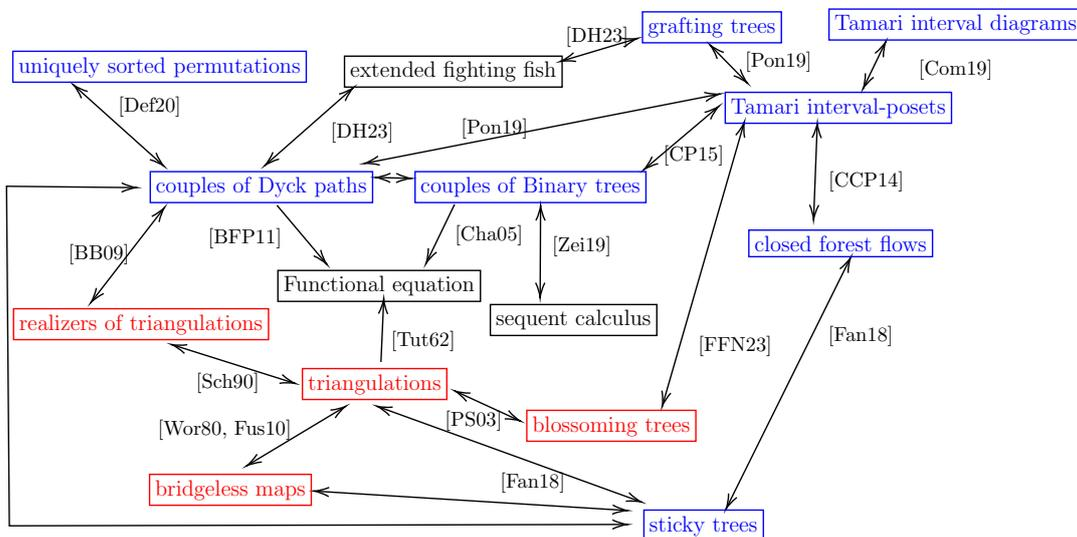 grafting trees
Tamari interval diagrams
[DH23]
uniquely sorted permutations
extended fighting fish
[Pon19]
[Com19]
[Def20]
Tamari interval-posets
[DH23]
[Pon19]
[CP15]
couples of Dyck paths
couples of Binary trees
[CCP14]
[BB09]
[BFP11]
[Cha05]
[Zei19]
closed forest flows
Functional equation
realizers of triangulations
sequent calculus
[Tut62]
[FFN23]
[Fan18]
[Sch90]
triangulations
[PS03]
blossoming trees
[Wor80, Fus10]
[Fan18]
bridgeless maps
sticky trees